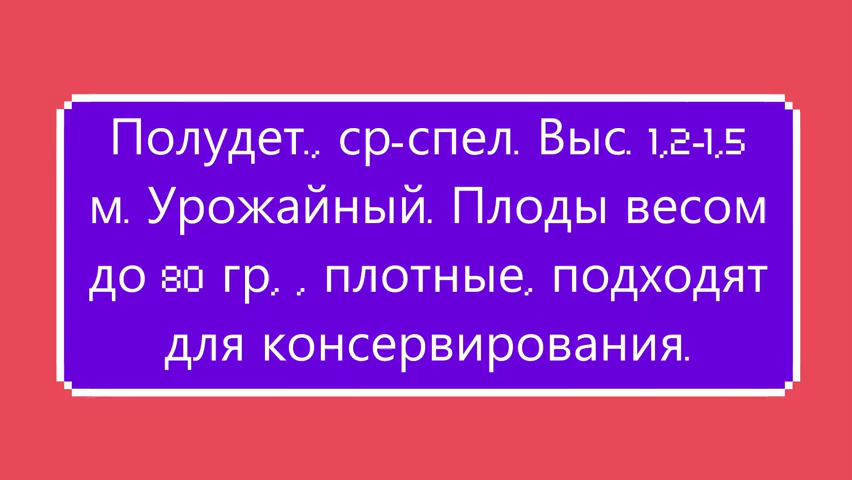 Полудет., ср-спел. Выс. 1,2-1,5
м. Урожайный. Плоды весом
до 80 гр, , плотные, подходят
для консервирования.